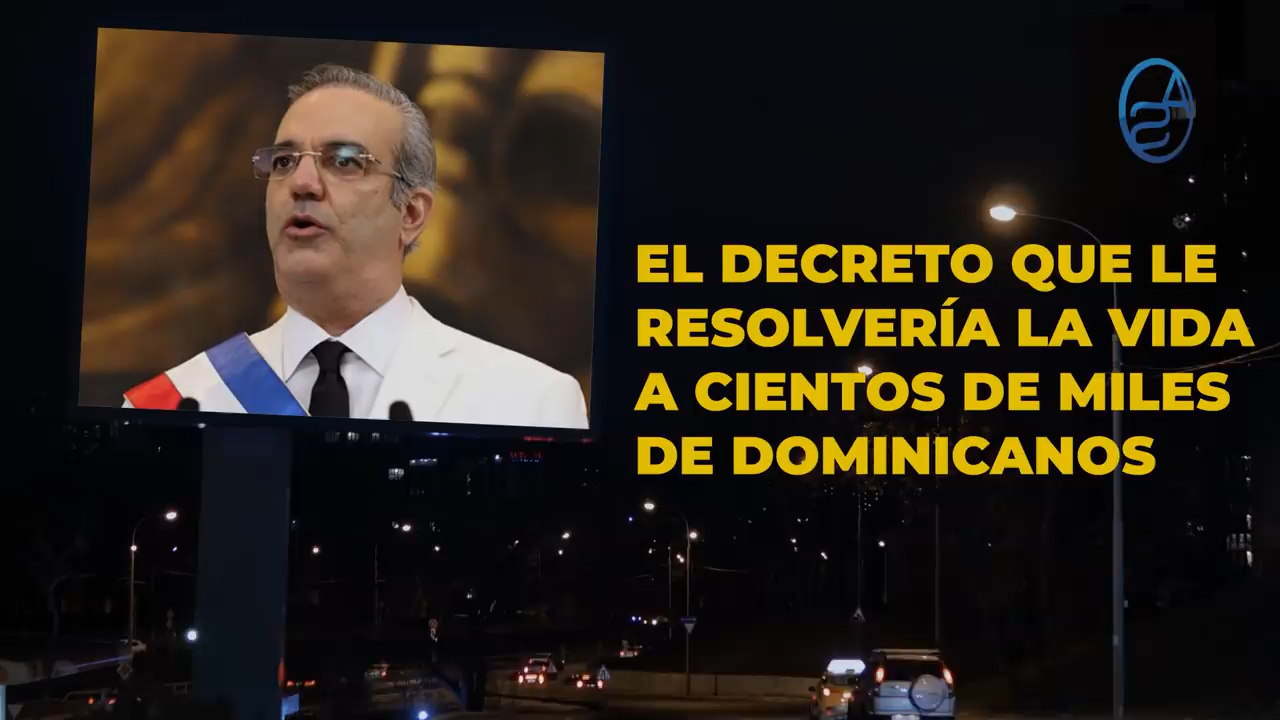 EL DECRETO QUE LE
RESOLVERÍA LA VIDA
A CIENTOS DE MILES
DE DOMINICANOS